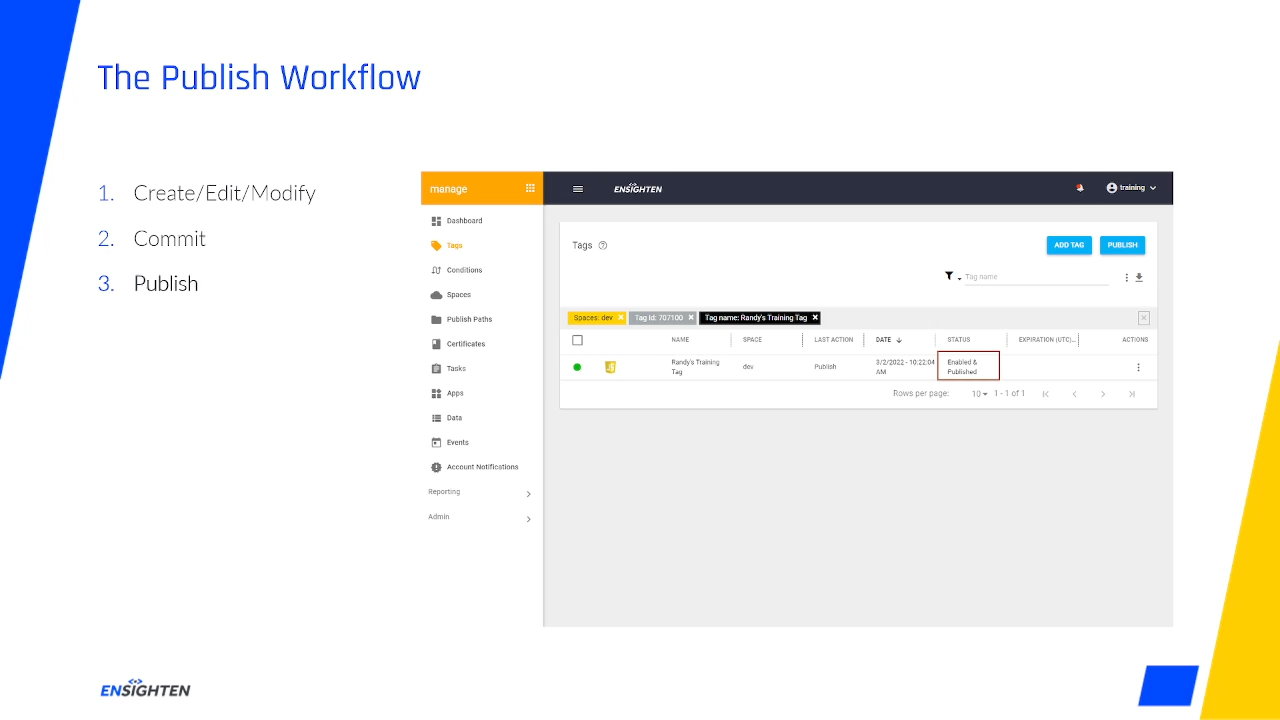 The Publish Workflow
1. Create/Edit/Modify
2. Commit
3. Publish
manage
ENSIGHTEN
training
Dashboard
Tags
Conditions
Spaces
Publish Paths
Certificates
Tasks
Apps
Data
Events
Account Notifications
Reporting
Admin
Tags
ADD TAG
PUBLISH
Tag name
Spaces: dev
Tag Id: 707100
Tag name: Randy's Training Tag
NAME SPACE LAST ACTION DATE STATUS EXPIRATION (UTC)... ACTIONS
Randy's Training
Tag
dev
Publish
3/2/2022 - 10:22:04
AM
Enabled &
Published
Rows per page: 10 1 - 1 of 1
ENSIGHTEN